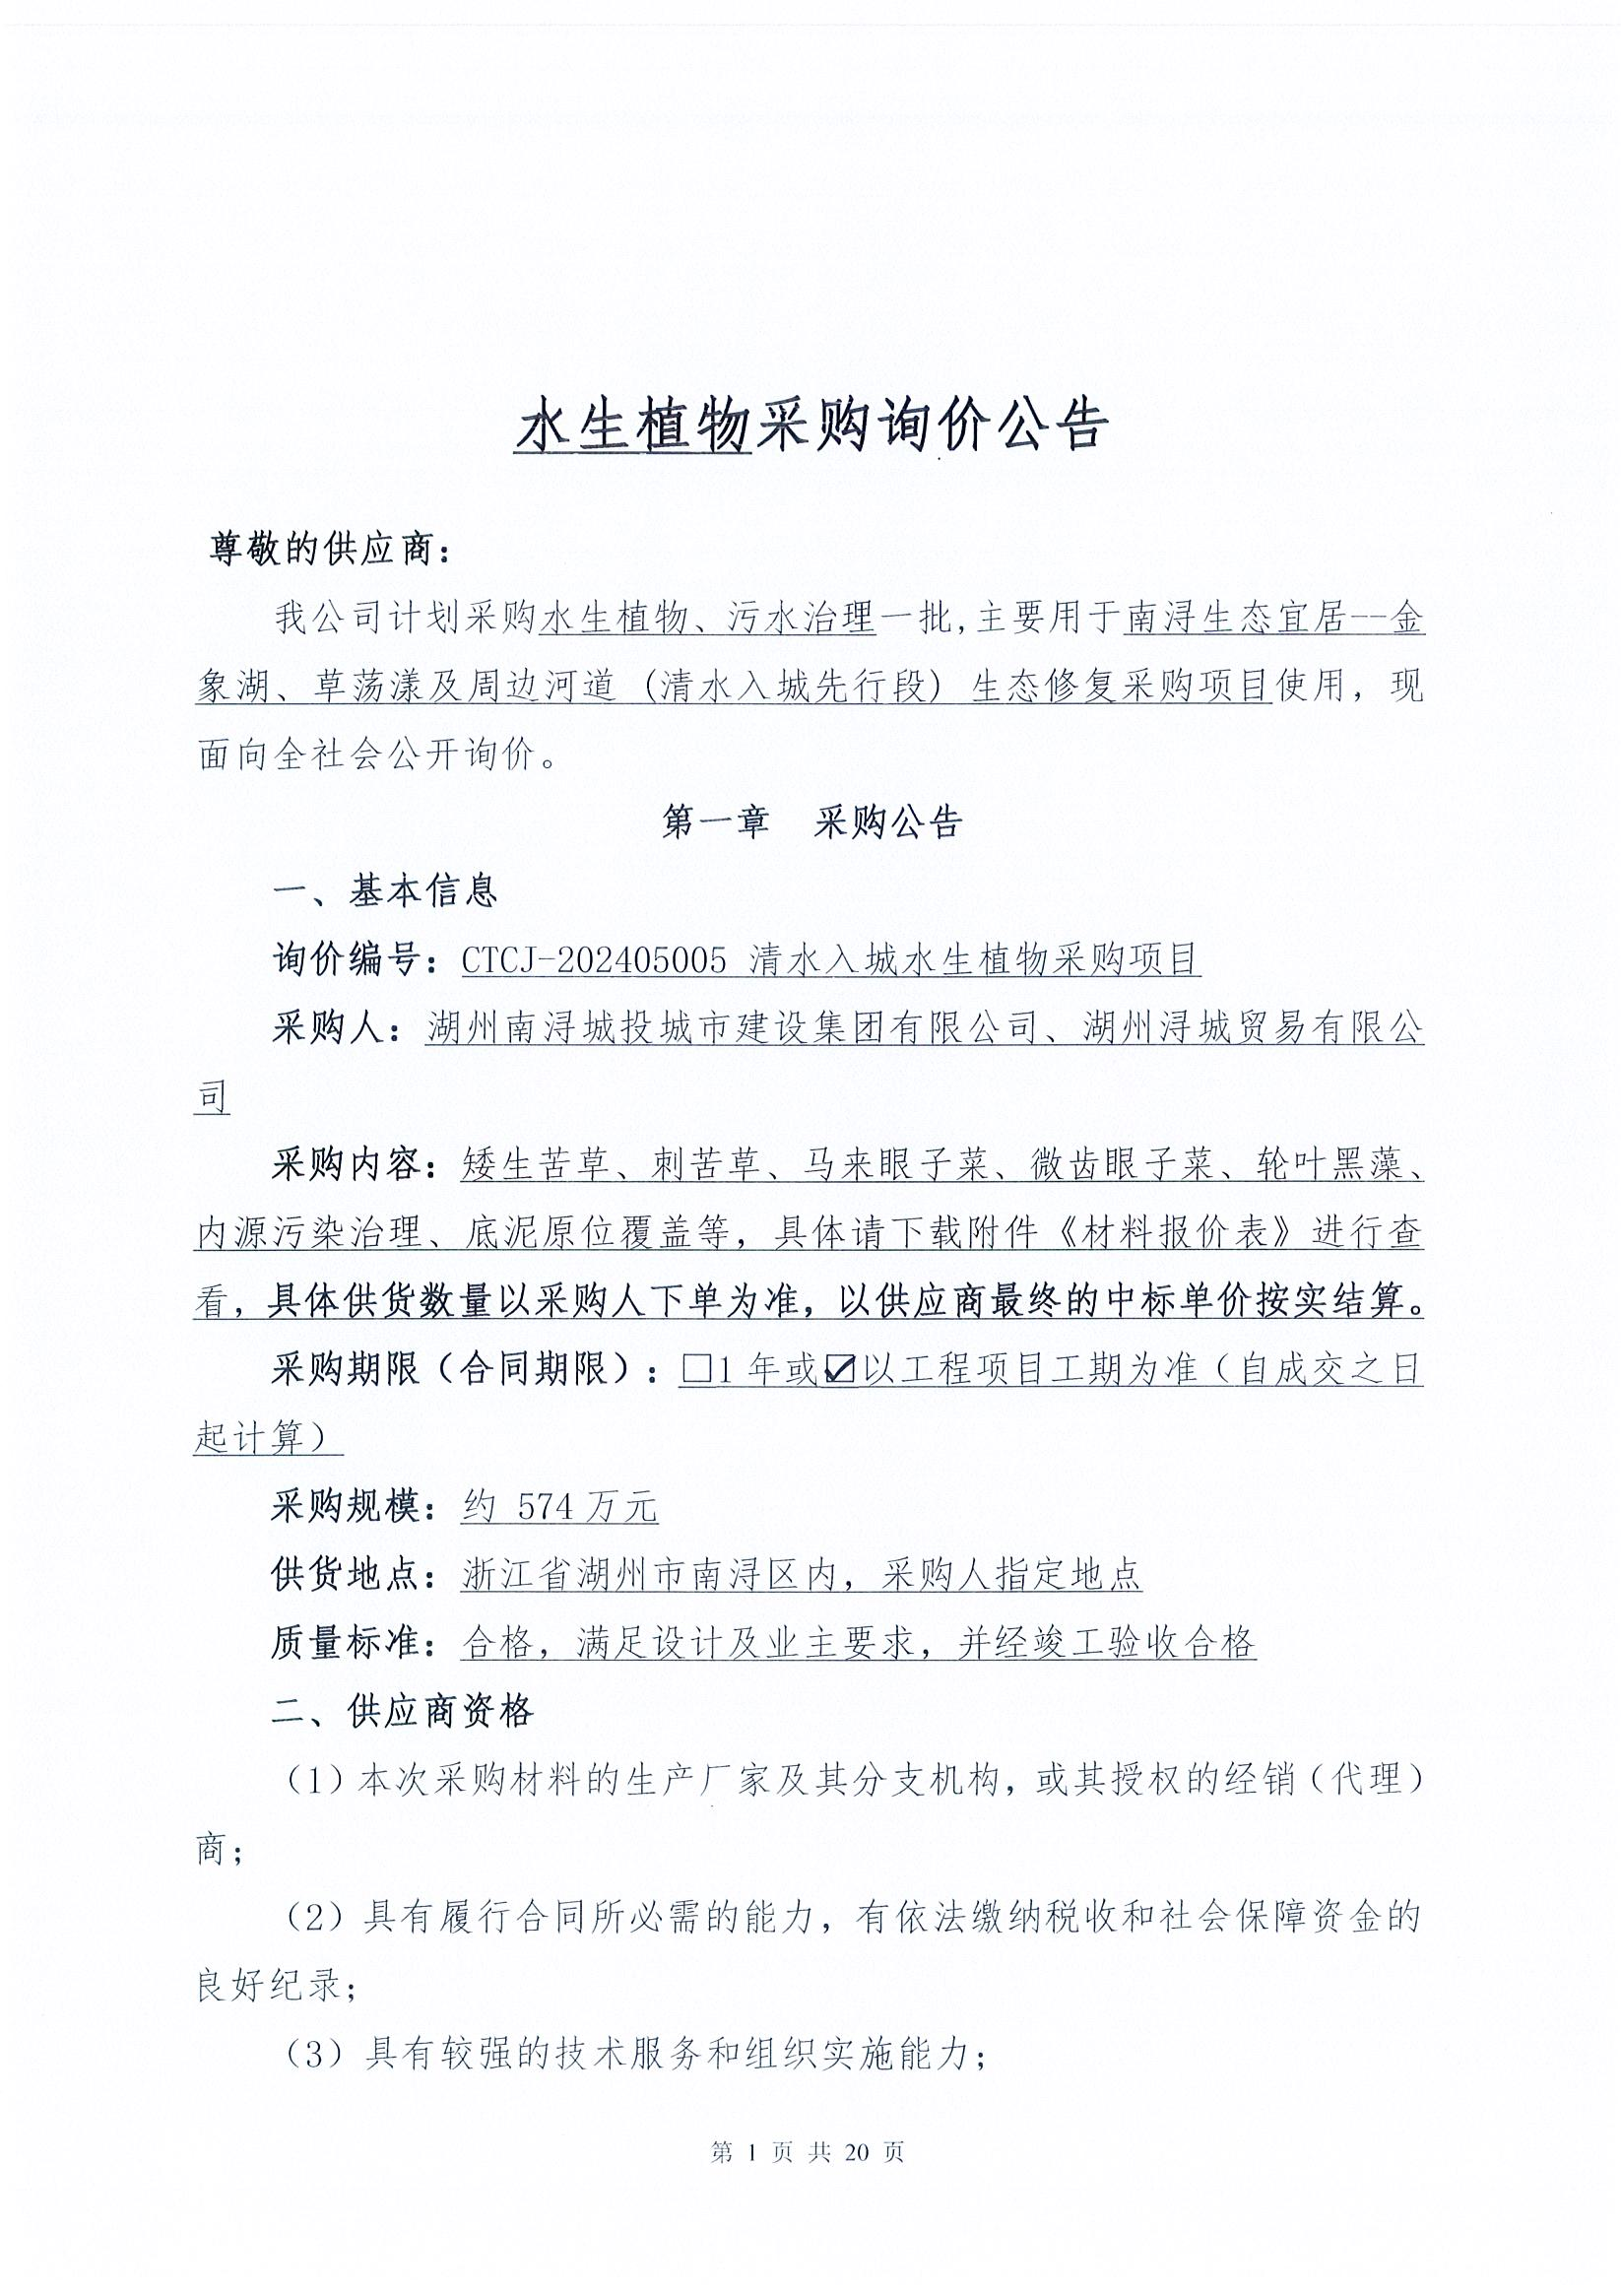 水生植物采购询价公告
尊敬的供应商：
我公司计划采购水生植物、污水治理一批,主要用于南浔生态宜居--金
象湖、草荡漾及周边河道（清水入城先行段）生态修复采购项目使用，现
面向全社会公开询价。
第一章 采购公告
一、基本信息
询价编号：CTCJ-202405005 清水入城水生植物采购项目
采购人：湖州南浔城投城市建设集团有限公司、湖州浔城贸易有限公
司
采购内容：矮生苦草、刺苦草、马来眼子菜、微齿眼子菜、轮叶黑藻、
内源污染治理、底泥原位覆盖等，具体请下载附件《材料报价表》进行查
看，具体供货数量以采购人下单为准，以供应商最终的中标单价按实结算。
采购期限（合同期限）：□1 年或☑以工程项目工期为准（自成交之日
起计算）
采购规模：约 574 万元
供货地点：浙江省湖州市南浔区内，采购人指定地点
质量标准：合格，满足设计及业主要求，并经竣工验收合格
二、供应商资格
（1）本次采购材料的生产厂家及其分支机构，或其授权的经销（代理）
商；
（2）具有履行合同所必需的能力，有依法缴纳税收和社会保障资金的
良好纪录；
（3）具有较强的技术服务和组织实施能力；
第 1 页 共 20 页